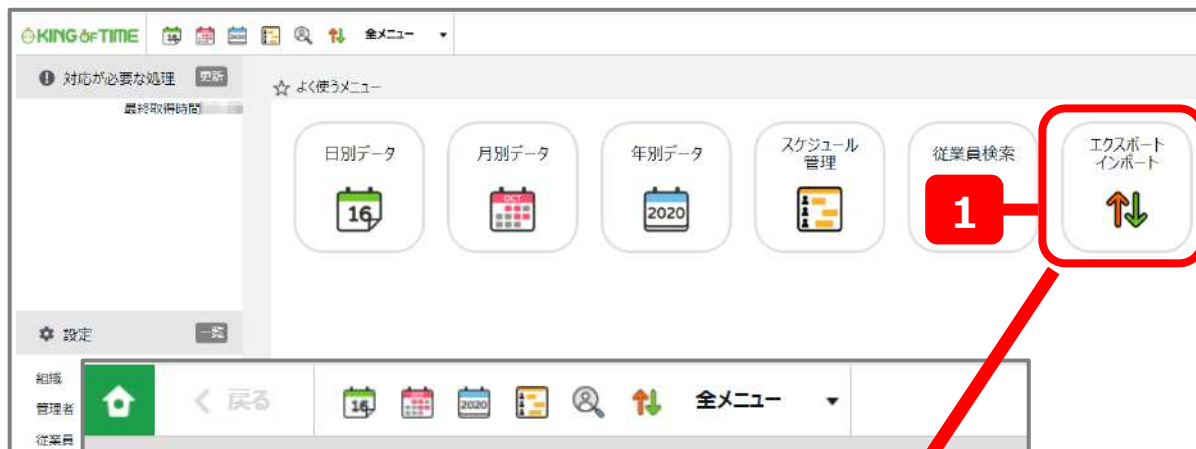 KING OF TIME 16 2020 全メニュー
対応が必要な処理 更新
最終取得時間
よく使うメニュー
日別データ 月別データ 年別データ スケジュール管理 従業員検索 エクスポート
インポート
16 OCT 2020 1
設定 一覧
組織
管理者
従業員
戻る 16 2020 全メニュー